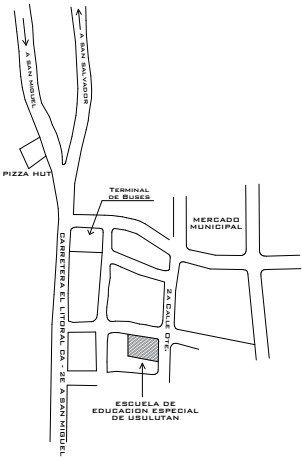 A SAN MIGUEL
A SAN SALVADOR
PIZZA HUT
TERMINAL
DE BUSES
MERCADO
MUNICIPAL
CARRETERA EL LITORAL CA - 2E A SAN MIGUEL
2A CALLE OTE.
ESCUELA DE
EDUCACION ESPECIAL
DE USULUTAN